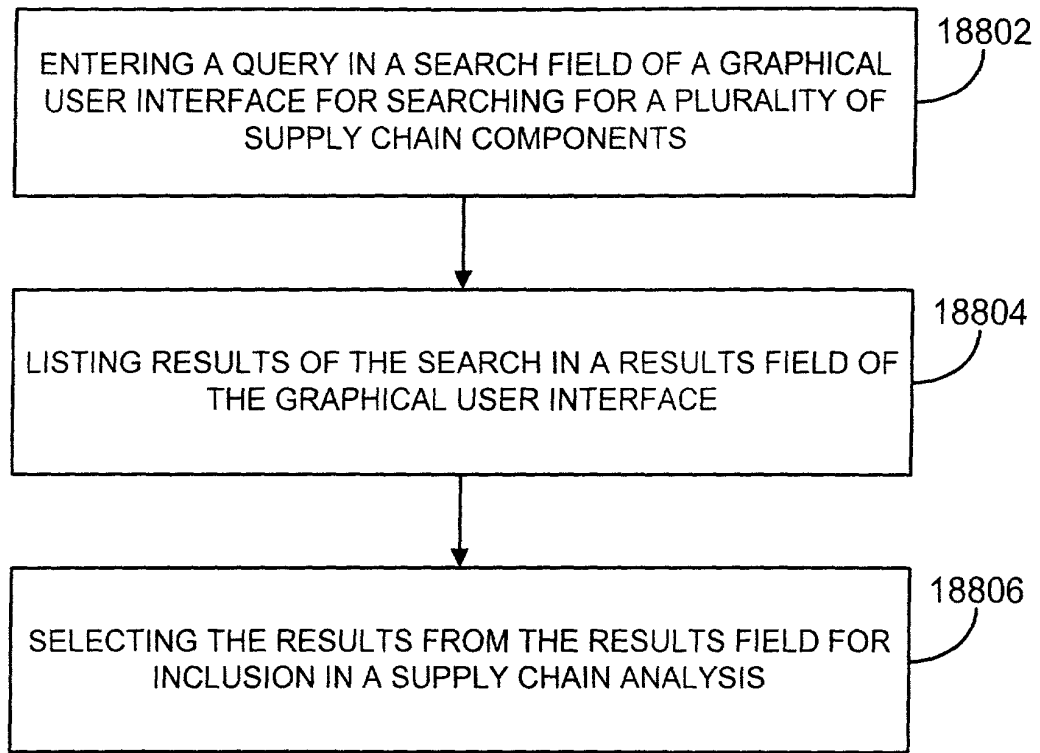 18802
ENTERING A QUERY IN A SEARCH FIELD OF A GRAPHICAL
USER INTERFACE FOR SEARCHING FOR A PLURALITY OF
SUPPLY CHAIN COMPONENTS
18804
LISTING RESULTS OF THE SEARCH IN A RESULTS FIELD OF
THE GRAPHICAL USER INTERFACE
18806
SELECTING THE RESULTS FROM THE RESULTS FIELD FOR
INCLUSION IN A SUPPLY CHAIN ANALYSIS